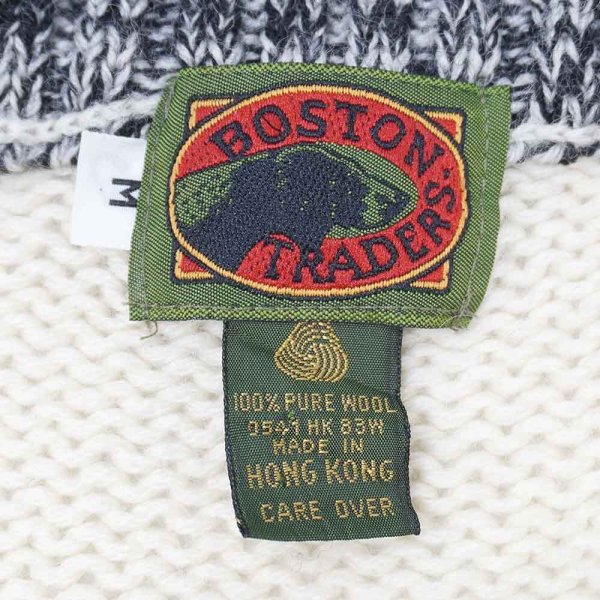 BOSTON
TRADERS.
M
100% PURE WOOL
0541 HK 83W
MADE IN
HONG KONG
CARE OVER